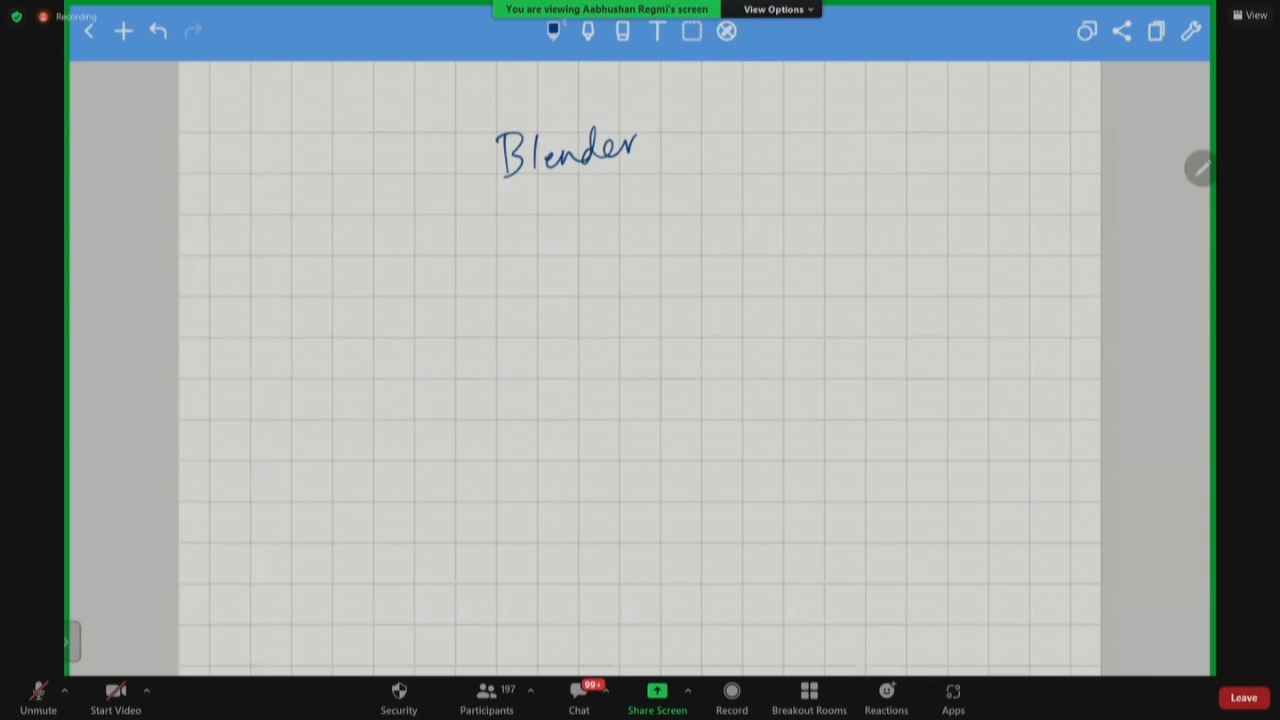 You are viewing Aabhushan Regmi's screen
View Options
Recording
View
Blender
Unmute
Start Video
Security
197
Participants
99+
Chat
Share Screen
Record
Breakout Rooms
Reactions
Apps
Leave